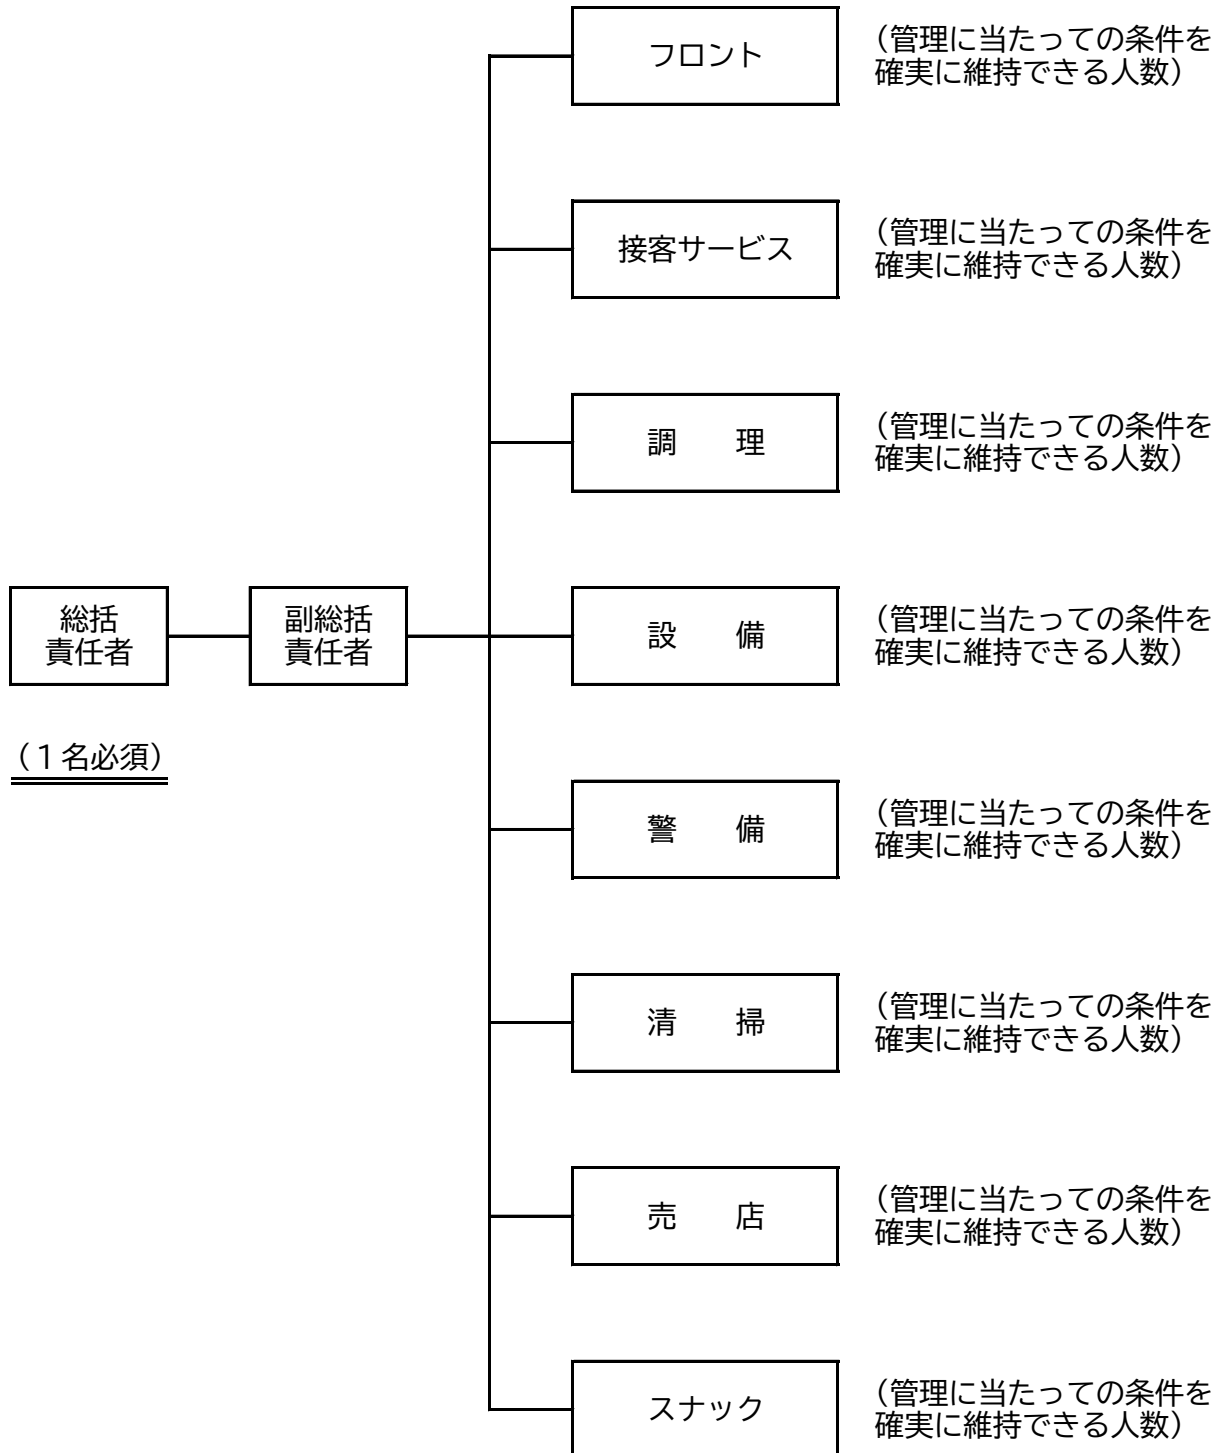 フロント
（管理に当たっての条件を
確実に維持できる人数）
接客サービス
（管理に当たっての条件を
確実に維持できる人数）
調　　理
（管理に当たっての条件を
確実に維持できる人数）
総括
責任者
副総括
責任者
設　　備
（管理に当たっての条件を
確実に維持できる人数）
（１名必須）
警　　備
（管理に当たっての条件を
確実に維持できる人数）
清　　掃
（管理に当たっての条件を
確実に維持できる人数）
売　　店
（管理に当たっての条件を
確実に維持できる人数）
スナック
（管理に当たっての条件を
確実に維持できる人数）